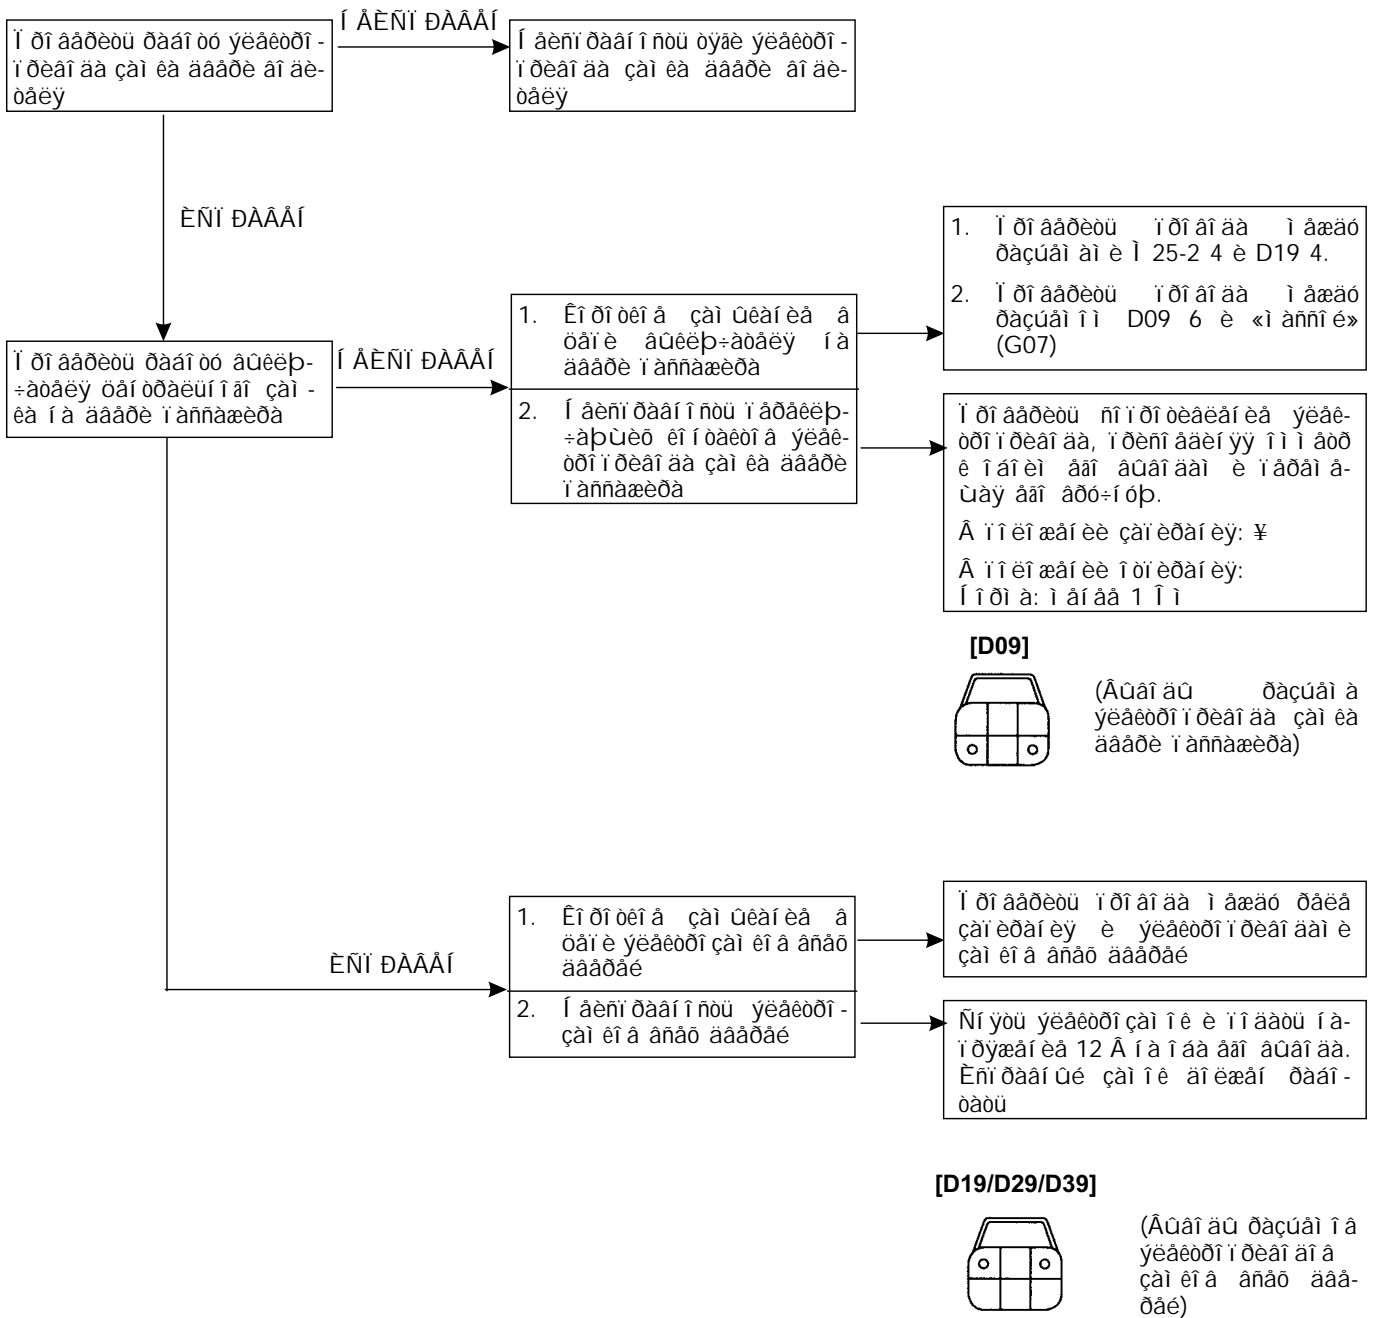 Ï ðî âåðèòü ðàáî òó ýëåêòðî -
ï ðèâî äà çàì êà äâåðè âî äè-
òåëÿ
Í ÅÈÑÏ ÐÀÂÅÍ
Í åèñï ðàâí î ñòü òÿãè ýëåêòðî -
ï ðèâî äà çàì êà äâåðè âî äè-
òåëÿ
ÈÑÏ ÐÀÂÅÍ
Ï ðî âåðèòü ðàáî òó âûêëþ-
÷àòåëÿ öåí òðàëüí î ãî çàì -
êà í à äâåðè ï àññàæèðà
Í ÅÈÑÏ ÐÀÂÅÍ
1. Êî ðî òêî å çàì ûêàí èå â
öåï è âûêëþ÷àòåëÿ í à
äâåðè ï àññàæèðà
2. Í åèñï ðàâí î ñòü ï åðåêëþ-
÷àþùèõ êî í òàêòî â ýëåê-
òðî ï ðèâî äà çàì êà äâåðè
ï àññàæèðà
1. Ï ðî âåðèòü ï ðî âî äà ì åæäó
ðàçúåì àì è Ì 25-2 4 è D19 4.
2. Ï ðî âåðèòü ï ðî âî äà ì åæäó
ðàçúåì î ì D09 6 è «ì àññî é»
(G07)
Ï ðî âåðèòü ñî ï ðî òèâëåí èå ýëåê-
òðî ï ðèâî äà, ï ðèñî åäèí ÿÿ î ì ì åòð
ê î áî èì åãî âûâî äàì è ï åðåì å-
ùàÿ åãî âðó÷í óþ.
Â ï î ëî æåí èè çàï èðàí èÿ: ¥
Â ï î ëî æåí èè î òï èðàí èÿ:
Í î ðì à: ì åí åå 1 Î ì
[D09]
(Âûâî äû ðàçúåì à
ýëåêòðî ï ðèâî äà çàì êà
äâåðè ï àññàæèðà)
ÈÑÏ ÐÀÂÅÍ
1. Êî ðî òêî å çàì ûêàí èå â
öåï è ýëåêòðî çàì êî â âñåõ
äâåðåé
2. Í åèñï ðàâí î ñòü ýëåêòðî -
çàì êî â âñåõ äâåðåé
Ï ðî âåðèòü ï ðî âî äà ì åæäó ðåëå
çàï èðàí èÿ è ýëåêòðî ï ðèâî äàì è
çàì êî â âñåõ äâåðåé
Ñí ÿòü ýëåêòðî çàì î ê è ï î äàòü í à-
ï ðÿæåí èå 12 Â í à î áà åãî âûâî äà.
Èñï ðàâí ûé çàì î ê äî ëæåí ðàáî -
òàòü
[D19/D29/D39]
(Âûâî äû ðàçúåì î â
ýëåêòðî ï ðèâî äî â
çàì êî â âñåõ äâå-
ðåé)